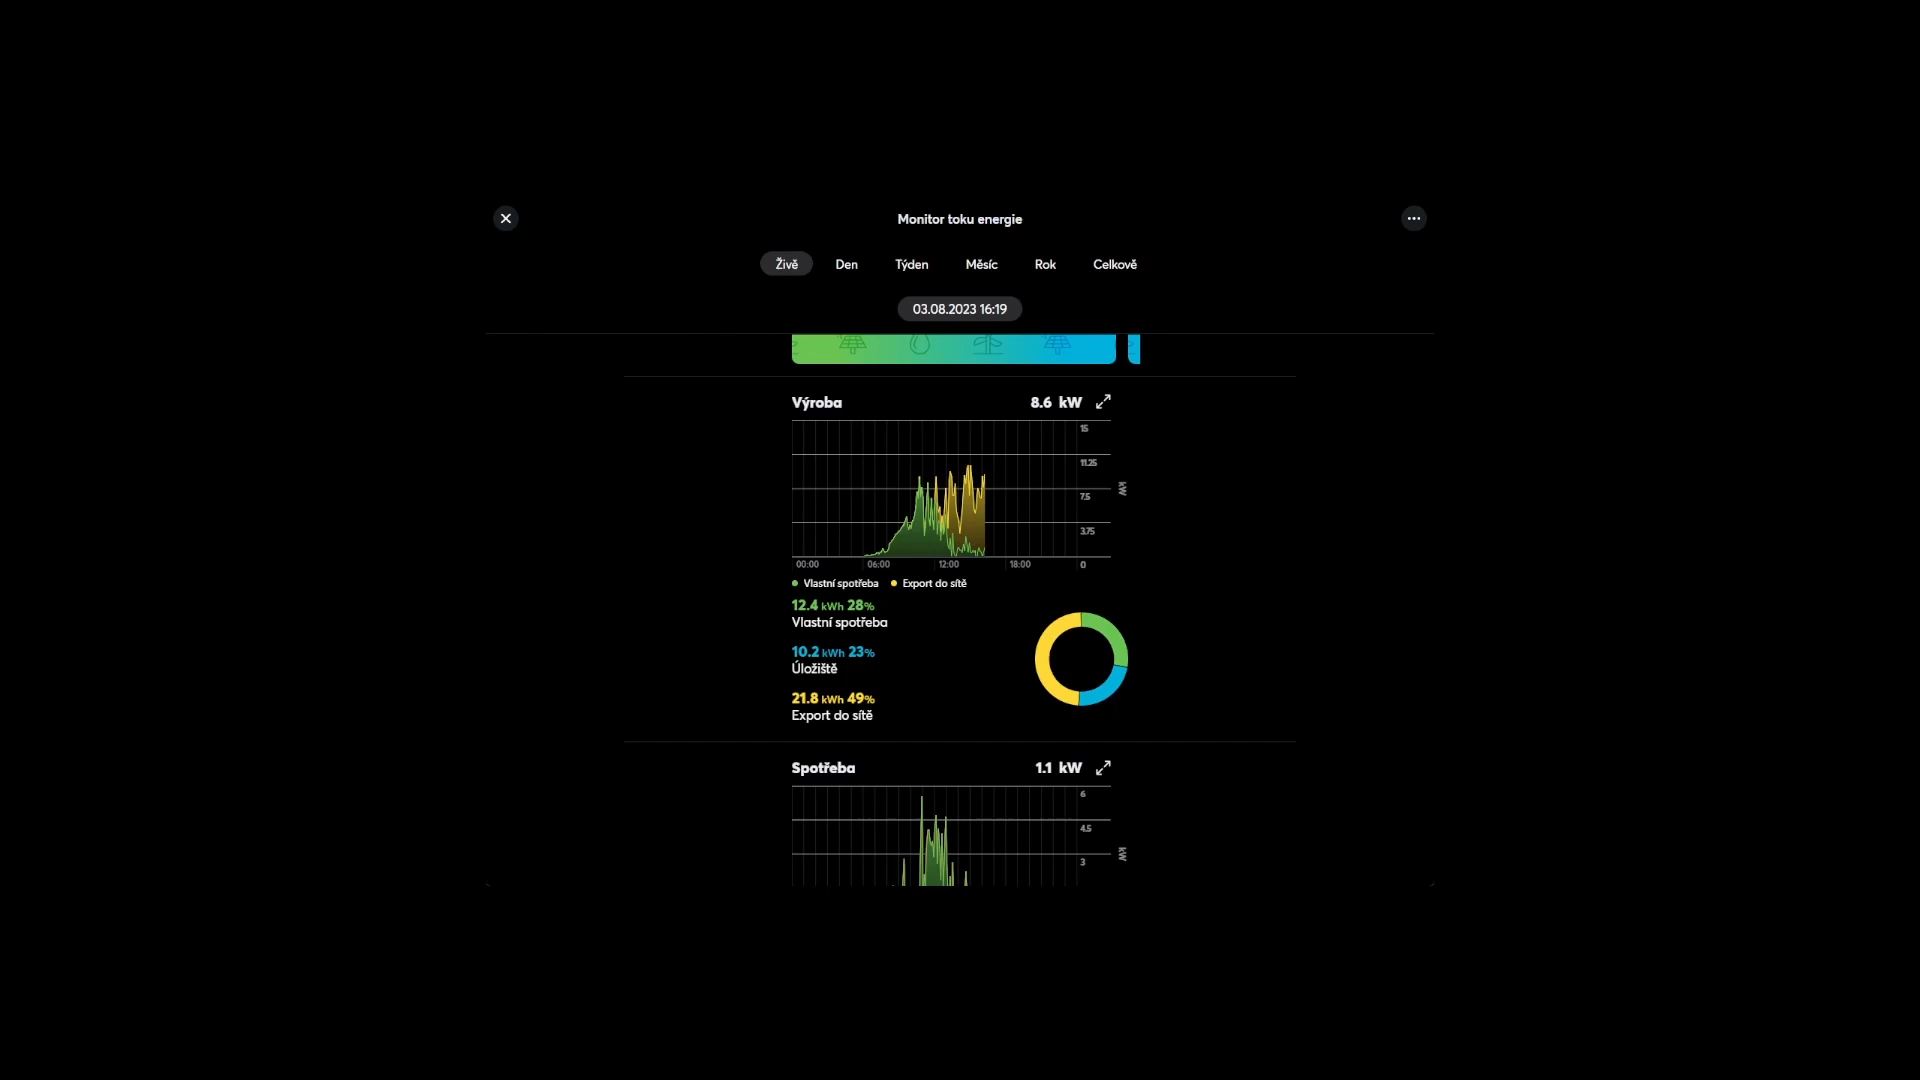 Monitor toku energie
Živě Den Týden Měsíc Rok Celkově
03.08.2023 16:19
Výroba 8.6 kW
15
11.25
7.5
kW
3.75
0
00:00 06:00 12:00 18:00
Vlastní spotřeba Export do sítě
12.4 kWh 28%
Vlastní spotřeba
10.2 kWh 23%
Úložiště
21.8 kWh 49%
Export do sítě
Spotřeba 1.1 kW
6
4.5
3
kW